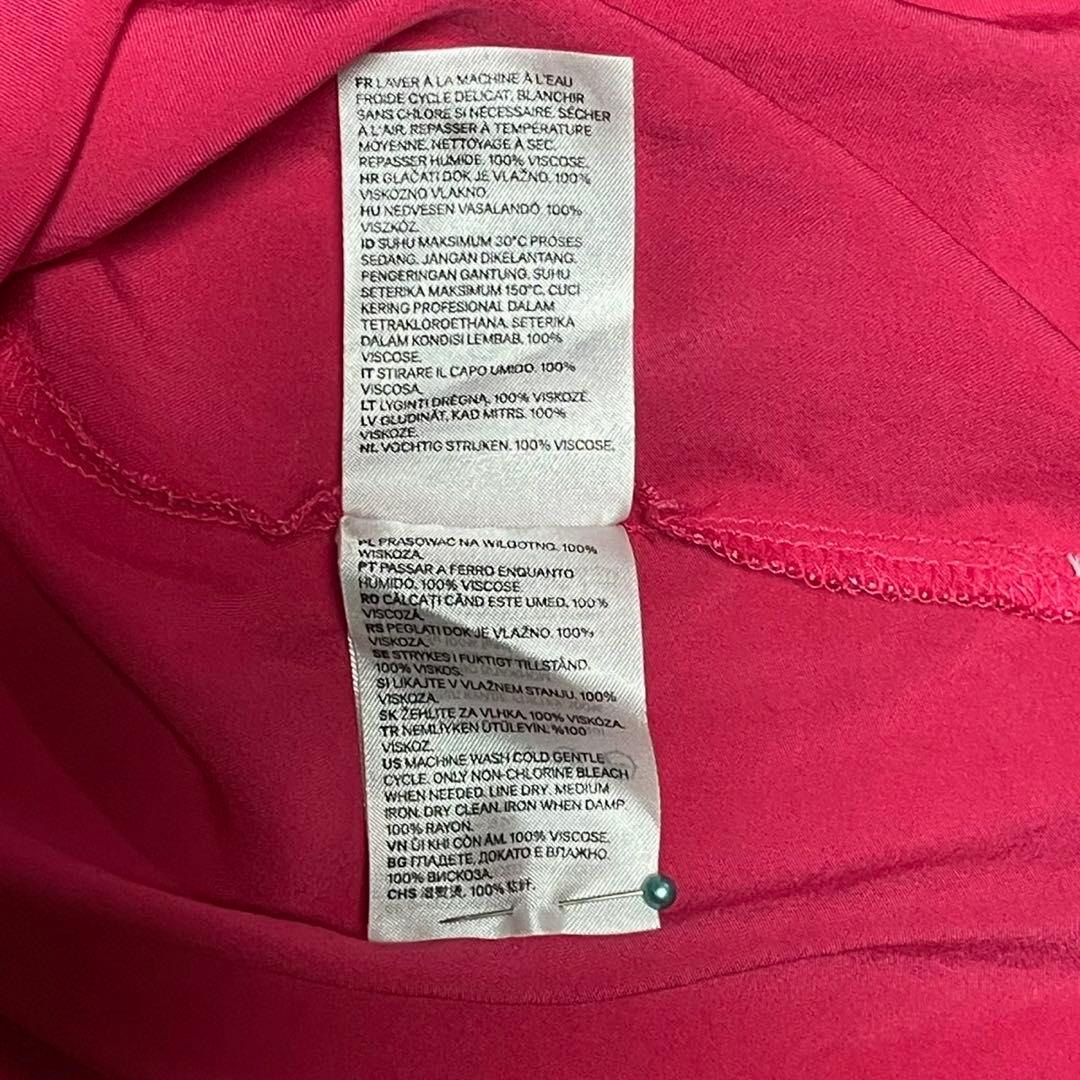 FR LAVER À LA MACHINE À L'EAU
FROIDE CYCLE DELICAT. BLANCHIR
SANS CHLORE SI NÉCESSAIRE. SÉCHER
À L'AIR. REPASSER À TEMPÉRATURE
MOYENNE. NETTOYAGE À SEC.
REPASSER HUMIDE. 100% VISCOSE.
HR GLAČATI DOK JE VLAŽNO. 100%
VISKOZNO VLAKNO.
HU NEDVESEN VASALANDÓ. 100%
VISZKÓZ.
ID SUHU MAKSIMUM 30°C PROSES
SEDANG. JANGAN DIKELANTANG.
PENGERINGAN GANTUNG. SUHU
SETERIKA MAKSIMUM 150°C. CUCI
KERING PROFESIONAL DALAM
TETRAKLOROETHANA. SETERIKA
DALAM KONDISI LEMBAB. 100%
VISCOSE.
IT STIRARE IL CAPO UMIDO. 100%
VISCOSA.
LT LYGINTI DRĖGNĄ. 100% VISKOZĖ.
LV GLUDINĀT, KAD MITRS. 100%
VISKOZE.
NL VOCHTIG STRIJKEN. 100% VISCOSE.
PL PRASOWAĆ NA WILGOTNO. 100%
WISKOZA.
PT PASSAR A FERRO ENQUANTO
HÚMIDO. 100% VISCOSE
RO CĂLCAȚI CÂND ESTE UMED. 100%
VISCOZĂ.
RS PEGLATI DOK JE VLAŽNO. 100%
VISKOZA.
SE STRYKES I FUKTIGT TILLSTÅND.
100% VISKOS.
SI LIKAJTE V VLAŽNEM STANJU. 100%
VISKOZA.
SK ŽEHLITE ZA VLHKA. 100% VISKÓZA.
TR NEMLİYKEN ÜTÜLEYİN. %100
VİSKOZ.
US MACHINE WASH COLD GENTLE
CYCLE. ONLY NON-CHLORINE BLEACH
WHEN NEEDED. LINE DRY. MEDIUM
IRON. DRY CLEAN. IRON WHEN DAMP.
100% RAYON.
VN ỦI KHI CÒN ẨM. 100% VISCOSE.
BG ГЛАДЕТЕ, ДОКАТО Е ВЛАЖНО.
100% ВИСКОЗА.
CHS 湿熨烫. 100% 粘纤.